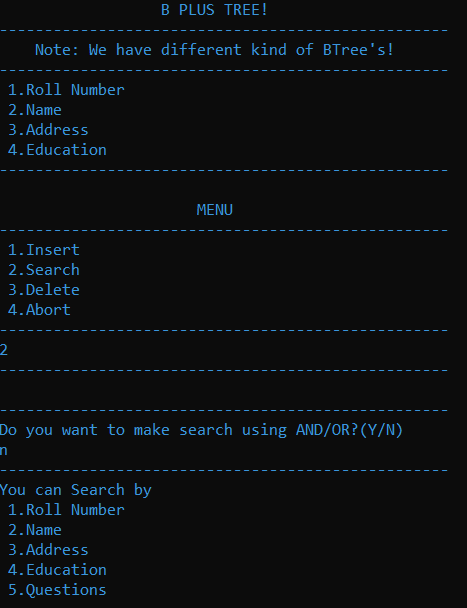 B PLUS TREE!
--------------------------------------------------
Note: We have different kind of BTree's!
--------------------------------------------------
1.Roll Number
2.Name
3.Address
4.Education
--------------------------------------------------
MENU
--------------------------------------------------
1.Insert
2.Search
3.Delete
4.Abort
--------------------------------------------------
2
--------------------------------------------------
--------------------------------------------------
Do you want to make search using AND/OR?(Y/N)
n
--------------------------------------------------
You can Search by
1.Roll Number
2.Name
3.Address
4.Education
5.Questions